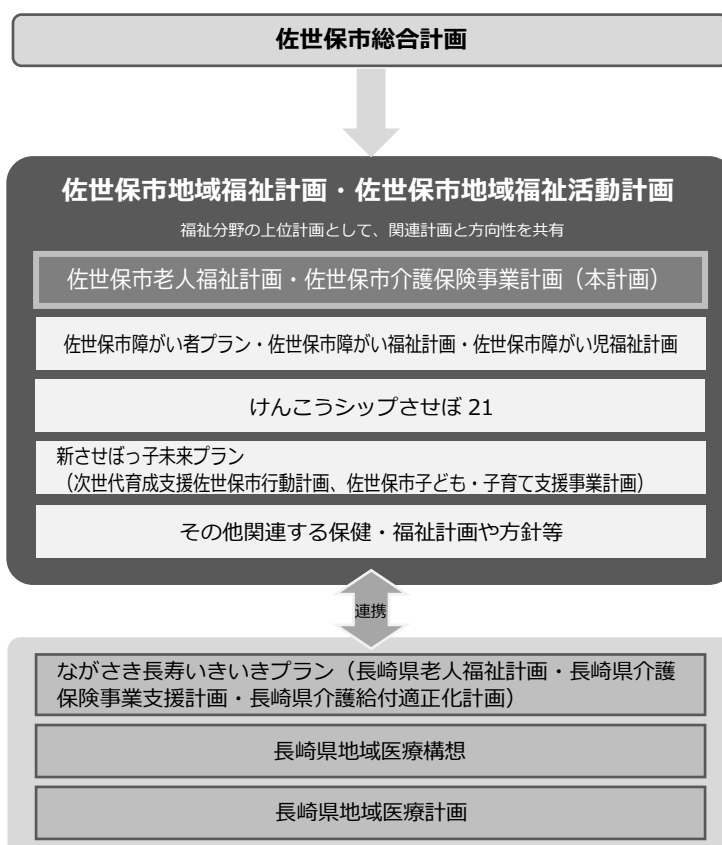 佐世保市総合計画
佐世保市地域福祉計画・佐世保市地域福祉活動計画
福祉分野の上位計画として、関連計画と方向性を共有
佐世保市老人福祉計画・佐世保市介護保険事業計画（本計画）
佐世保市障がい者プラン・佐世保市障がい福祉計画・佐世保市障がい児福祉計画
けんこうシップさせぼ 21
新させぼっ子未来プラン
（次世代育成支援佐世保市行動計画、佐世保市子ども・子育て支援事業計画）
その他関連する保健・福祉計画や方針等
連携
ながさき長寿いきいきプラン（長崎県老人福祉計画・長崎県介護
保険事業支援計画・長崎県介護給付適正化計画）
長崎県地域医療構想
長崎県地域医療計画